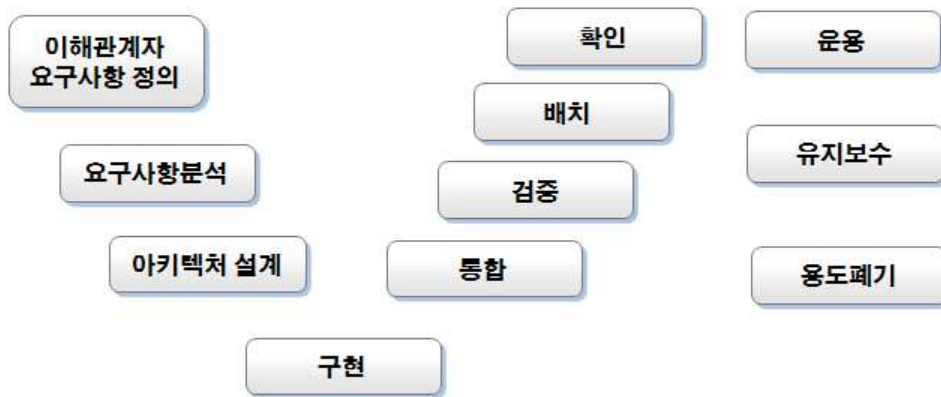 이해관계자
요구사항 정의
요구사항분석
아키텍처 설계
구현
통합
검증
배치
확인
운용
유지보수
용도폐기